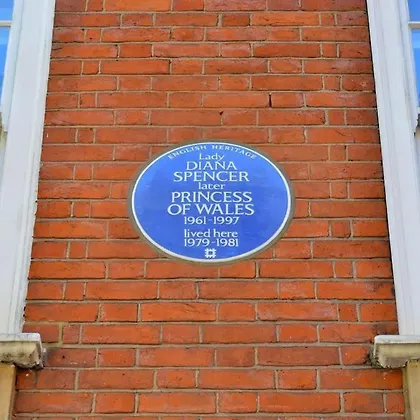 ENGLISH HERITAGE
Lady
DIANA
SPENCER
later
PRINCESS
OF WALES
1961-1997
lived here
1979-1981